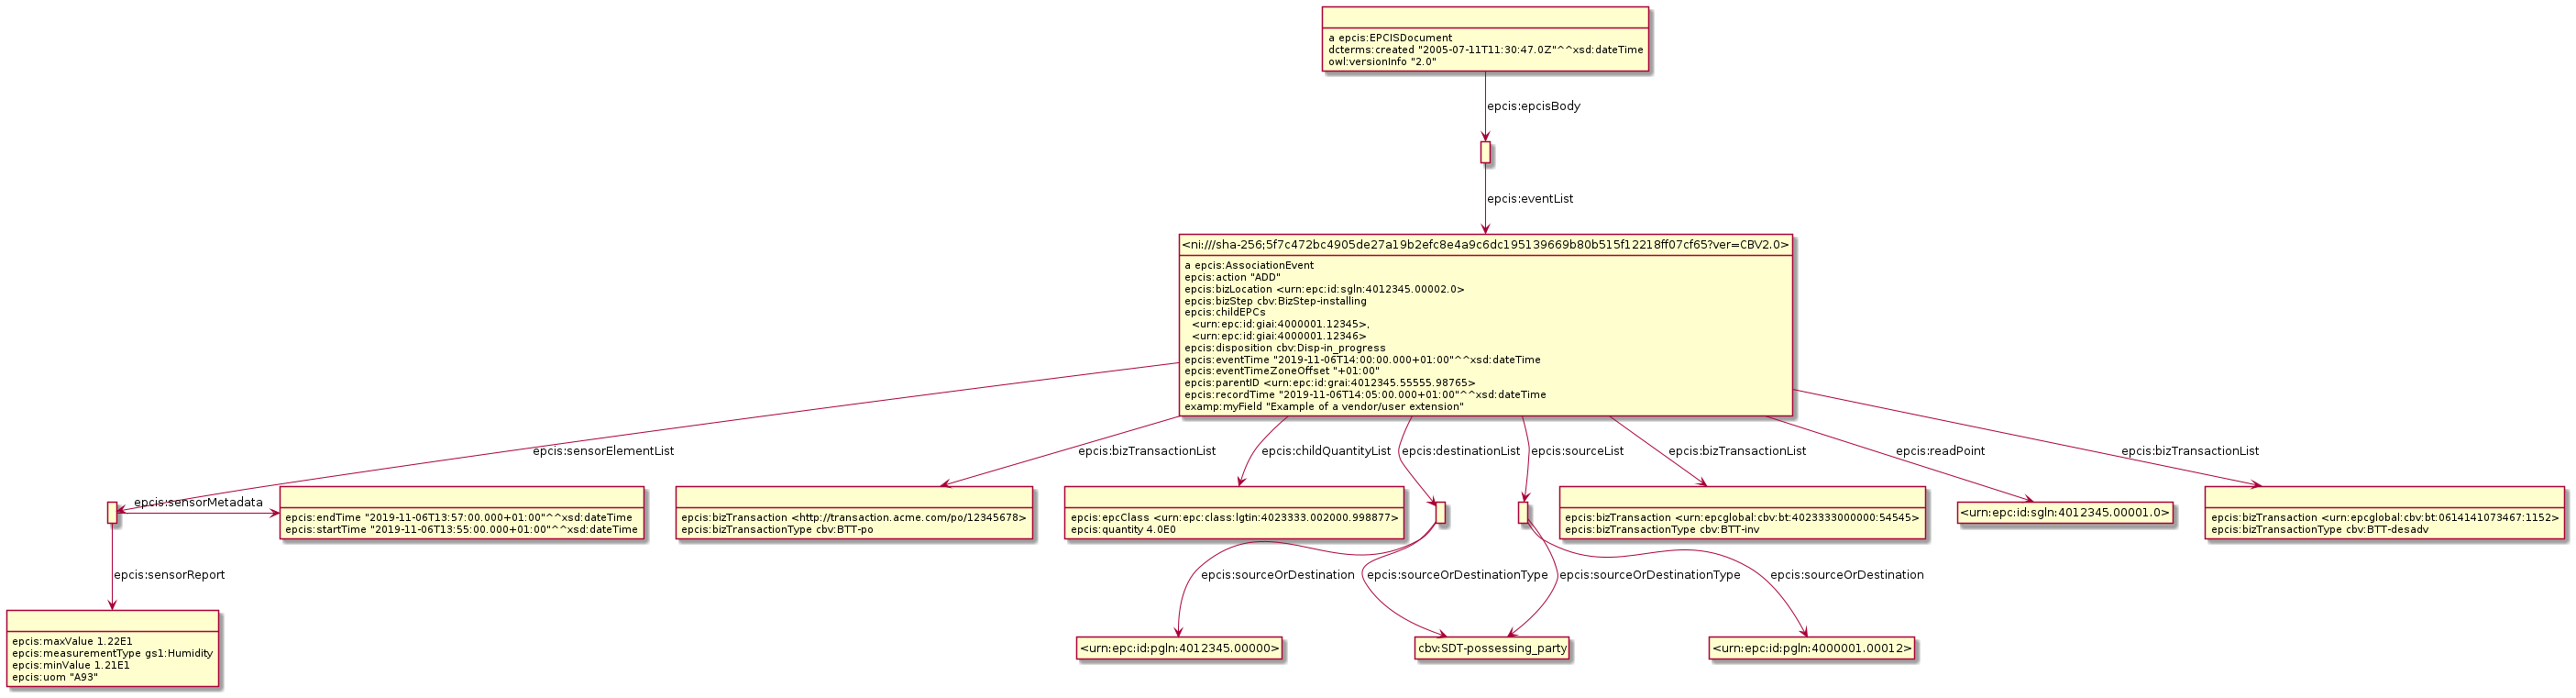 a epcis:EPCISDocument
dcterms:created "2005-07-11T11:30:47.0Z"^^xsd:dateTime
owl:versionInfo "2.0"
epcis:epcisBody
epcis:eventList
<ni:///sha-256;5f7c472bc4905de27a19b2efc8e4a9c6dc195139669b80b515f12218ff07cf65?ver=CBV2.0>
a epcis:AssociationEvent
epcis:action "ADD"
epcis:bizLocation <urn:epc:id:sgln:4012345.00002.0>
epcis:bizStep cbv:BizStep-installing
epcis:childEPCs
<urn:epc:id:giai:4000001.12345>,
<urn:epc:id:giai:4000001.12346>
epcis:disposition cbv:Disp-in_progress
epcis:eventTime "2019-11-06T14:00:00.000+01:00"^^xsd:dateTime
epcis:eventTimeZoneOffset "+01:00"
epcis:parentID <urn:epc:id:grai:4012345.55555.98765>
epcis:recordTime "2019-11-06T14:05:00.000+01:00"^^xsd:dateTime
examp:myField "Example of a vendor/user extension"
epcis:sensorElementList
epcis:bizTransactionList
epcis:childQuantityList
epcis:destinationList
epcis:sourceList
epcis:bizTransactionList
epcis:readPoint
epcis:bizTransactionList
epcis:sensorMetadata
epcis:endTime "2019-11-06T13:57:00.000+01:00"^^xsd:dateTime
epcis:startTime "2019-11-06T13:55:00.000+01:00"^^xsd:dateTime
epcis:bizTransaction <http://transaction.acme.com/po/12345678>
epcis:bizTransactionType cbv:BTT-po
epcis:epcClass <urn:epc:class:lgtin:4023333.002000.998877>
epcis:quantity 4.0E0
epcis:bizTransaction <urn:epcglobal:cbv:bt:4023333000000:54545>
epcis:bizTransactionType cbv:BTT-inv
<urn:epc:id:sgln:4012345.00001.0>
epcis:bizTransaction <urn:epcglobal:cbv:bt:0614141073467:1152>
epcis:bizTransactionType cbv:BTT-desadv
epcis:sensorReport
epcis:sourceOrDestination
epcis:sourceOrDestinationType
epcis:sourceOrDestinationType
epcis:sourceOrDestination
epcis:maxValue 1.22E1
epcis:measurementType gs1:Humidity
epcis:minValue 1.21E1
epcis:uom "A93"
<urn:epc:id:pgln:4012345.00000>
cbv:SDT-possessing_party
<urn:epc:id:pgln:4000001.00012>